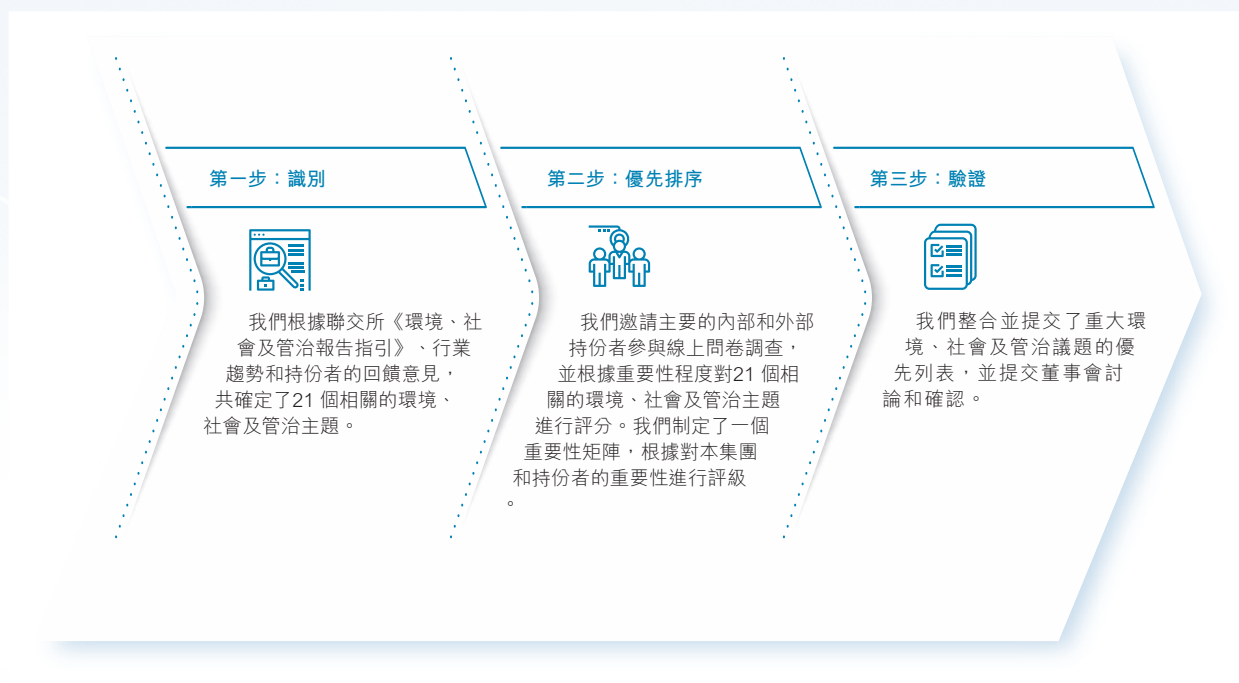 第一步：識別
我們根據聯交所《環境、社
會及管治報告指引》、行業
趨勢和持份者的回饋意見，
共確定了21 個相關的環境、
社會及管治主題。
第二步：優先排序
我們邀請主要的內部和外部
持份者參與線上問卷調查，
並根據重要性程度對21 個相
關的環境、社會及管治主題
進行評分。我們制定了一個
重要性矩陣，根據對本集團
和持份者的重要性進行評級
。
第三步：驗證
我們整合並提交了重大環
境、社會及管治議題的優
先列表，並提交董事會討
論和確認。